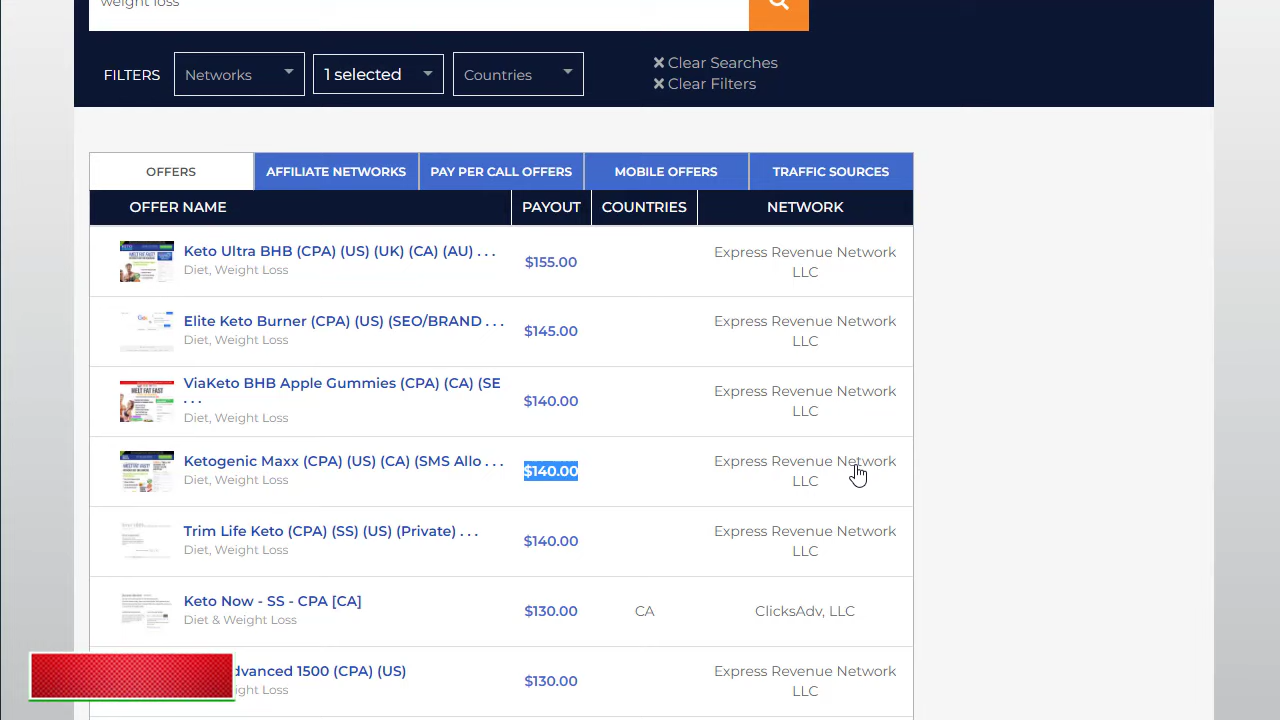 weight loss
FILTERS Networks 1 selected Countries
Clear Searches
Clear Filters
OFFERS AFFILIATE NETWORKS PAY PER CALL OFFERS MOBILE OFFERS TRAFFIC SOURCES
OFFER NAME PAYOUT COUNTRIES NETWORK
Keto Ultra BHB (CPA) (US) (UK) (CA) (AU) . . .
Diet, Weight Loss
$155.00
Express Revenue Network
LLC
Elite Keto Burner (CPA) (US) (SEO/BRAND . . .
Diet, Weight Loss
$145.00
Express Revenue Network
LLC
ViaKeto BHB Apple Gummies (CPA) (CA) (SE
. . .
Diet, Weight Loss
$140.00
Express Revenue Network
LLC
Ketogenic Maxx (CPA) (US) (CA) (SMS Allo . . .
Diet, Weight Loss
$140.00
Express Revenue Network
LLC
Trim Life Keto (CPA) (SS) (US) (Private) . . .
Diet, Weight Loss
$140.00
Express Revenue Network
LLC
Keto Now - SS - CPA [CA]
Diet & Weight Loss
$130.00
CA
ClicksAdv, LLC
dvanced 1500 (CPA) (US)
ight Loss
$130.00
Express Revenue Network
LLC